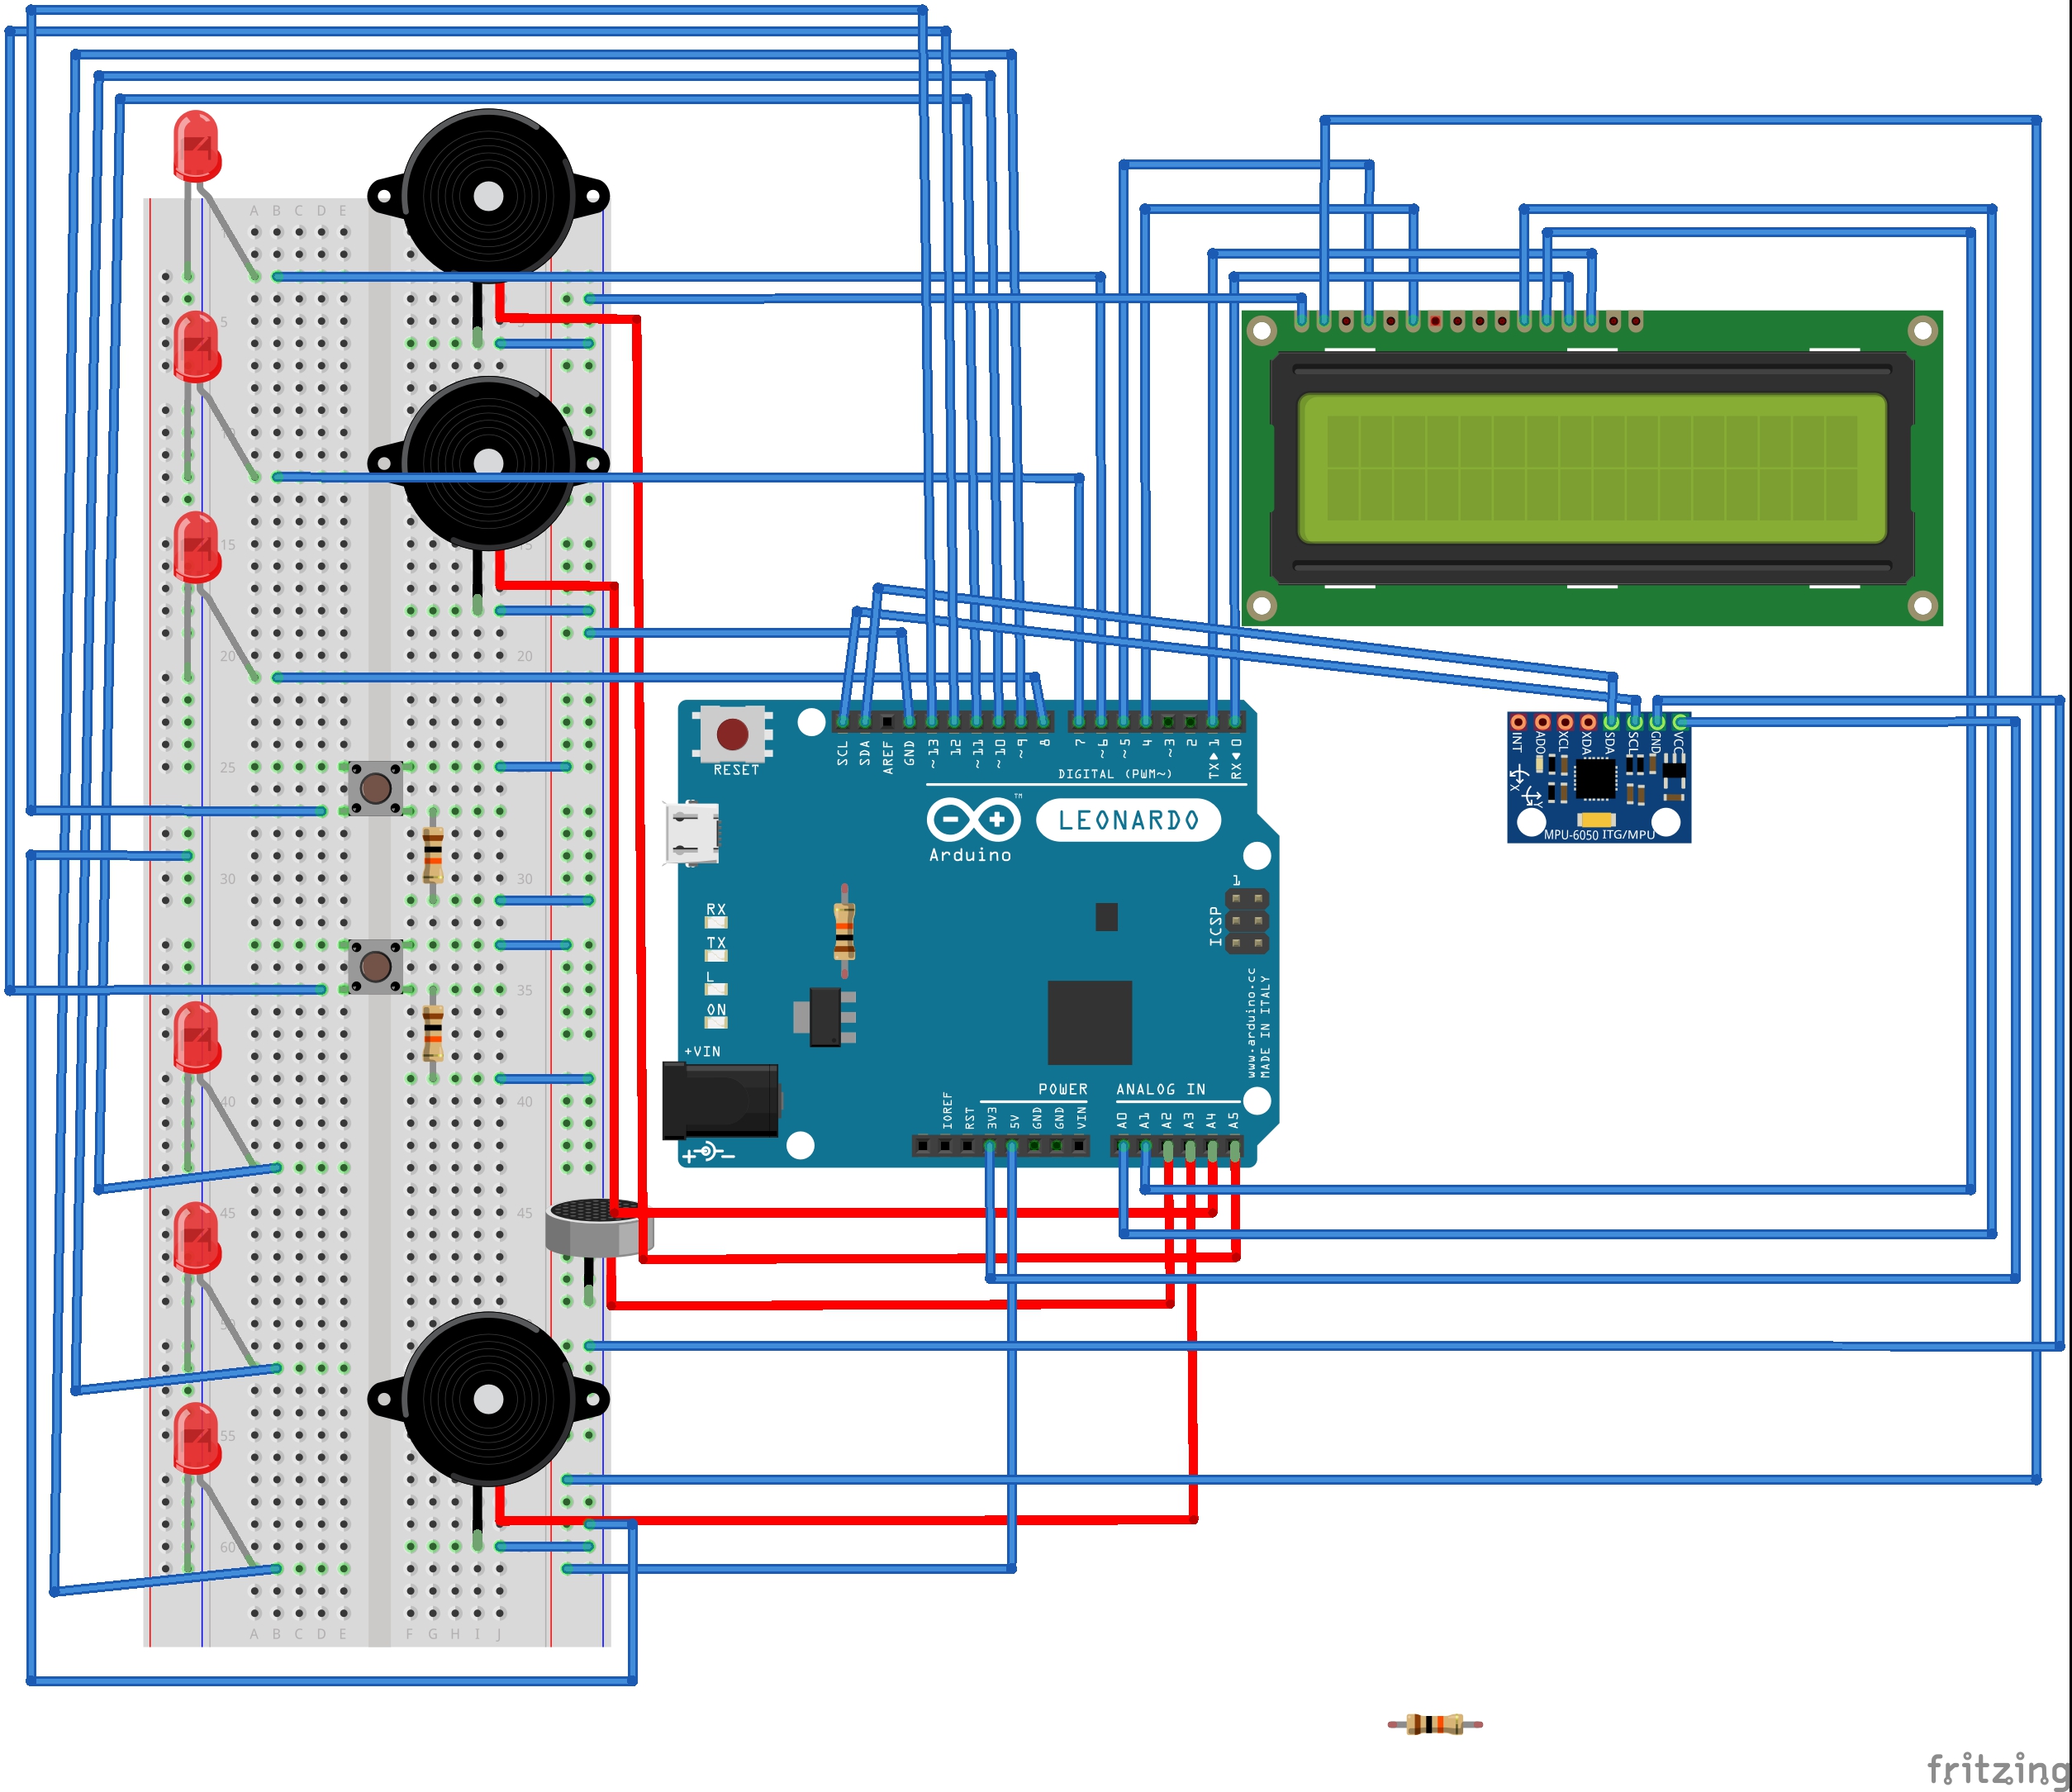 A B C D E
5
10
15 15
20 20
25
30 30
35
40 40
45 45
50
55
60
A B C D E F G H I J
RESET
SCL
SDA
AREF
GND
~13
12
~11
~10
~9
8
7
~6
~5
4
~3
2
TX▶1
RX◀0
DIGITAL (PWM~)
TM
LEONARDO
Arduino
RX
TX
L
ON
+VIN
1
ICSP
www.arduino.cc
MADE IN ITALY
POWER
ANALOG IN
IOREF
RST
3V3
5V
GND
GND
VIN
A0
A1
A2
A3
A4
A5
INT
ADO
XCL
XDA
SDA
SCL
GND
VCC
X
Y
MPU-6050 ITG/MPU
fritzing